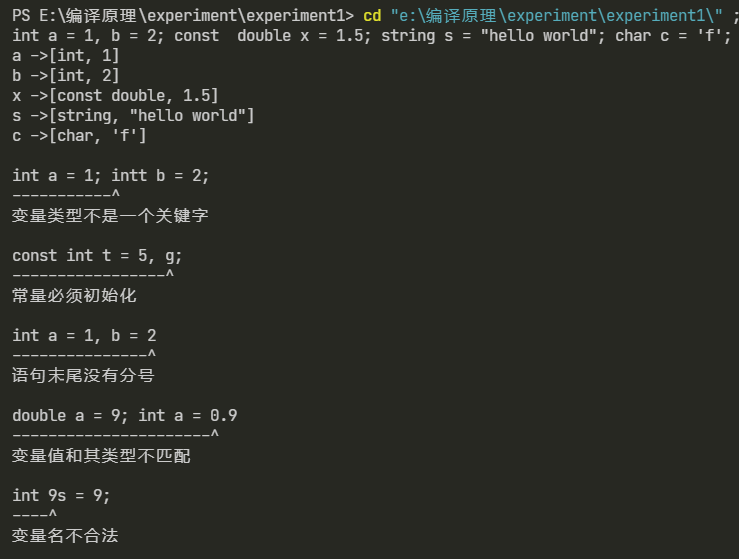 PS E:\编译原理\experiment\experiment1> cd "e:\编译原理\experiment\experiment1\" ;
int a = 1, b = 2; const  double x = 1.5; string s = "hello world"; char c = 'f';
a ->[int, 1]
b ->[int, 2]
x ->[const double, 1.5]
s ->[string, "hello world"]
c ->[char, 'f']
int a = 1; intt b = 2;
-----------^
变量类型不是一个关键字
const int t = 5, g;
-----------------^
常量必须初始化
int a = 1, b = 2
---------------^
语句末尾没有分号
double a = 9; int a = 0.9
----------------------^
变量值和其类型不匹配
int 9s = 9;
----^
变量名不合法